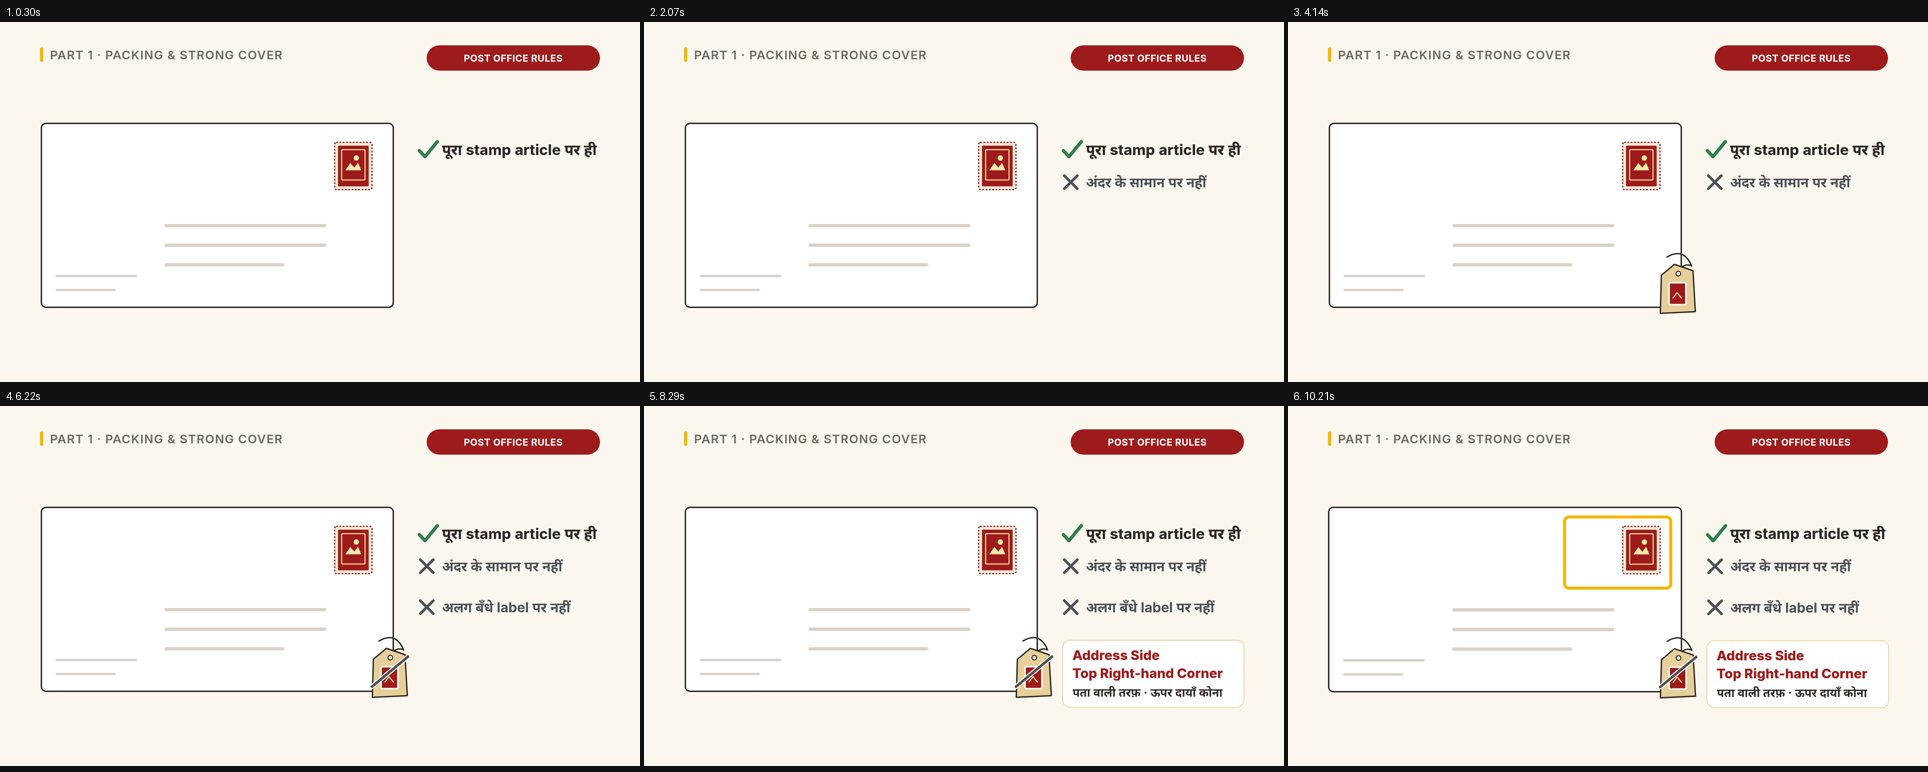 1. 0.30s
PART 1 · PACKING & STRONG COVER
POST OFFICE RULES
पूरा stamp article पर ही
2. 2.07s
PART 1 · PACKING & STRONG COVER
POST OFFICE RULES
पूरा stamp article पर ही
अंदर के सामान पर नहीं
3. 4.14s
PART 1 · PACKING & STRONG COVER
POST OFFICE RULES
पूरा stamp article पर ही
अंदर के सामान पर नहीं
4. 6.22s
PART 1 · PACKING & STRONG COVER
POST OFFICE RULES
पूरा stamp article पर ही
अंदर के सामान पर नहीं
अलग बँधे label पर नहीं
5. 8.29s
PART 1 · PACKING & STRONG COVER
POST OFFICE RULES
पूरा stamp article पर ही
अंदर के सामान पर नहीं
अलग बँधे label पर नहीं
Address Side
Top Right-hand Corner
पता वाली तरफ़ · ऊपर दायाँ कोना
6. 10.21s
PART 1 · PACKING & STRONG COVER
POST OFFICE RULES
पूरा stamp article पर ही
अंदर के सामान पर नहीं
अलग बँधे label पर नहीं
Address Side
Top Right-hand Corner
पता वाली तरफ़ · ऊपर दायाँ कोना